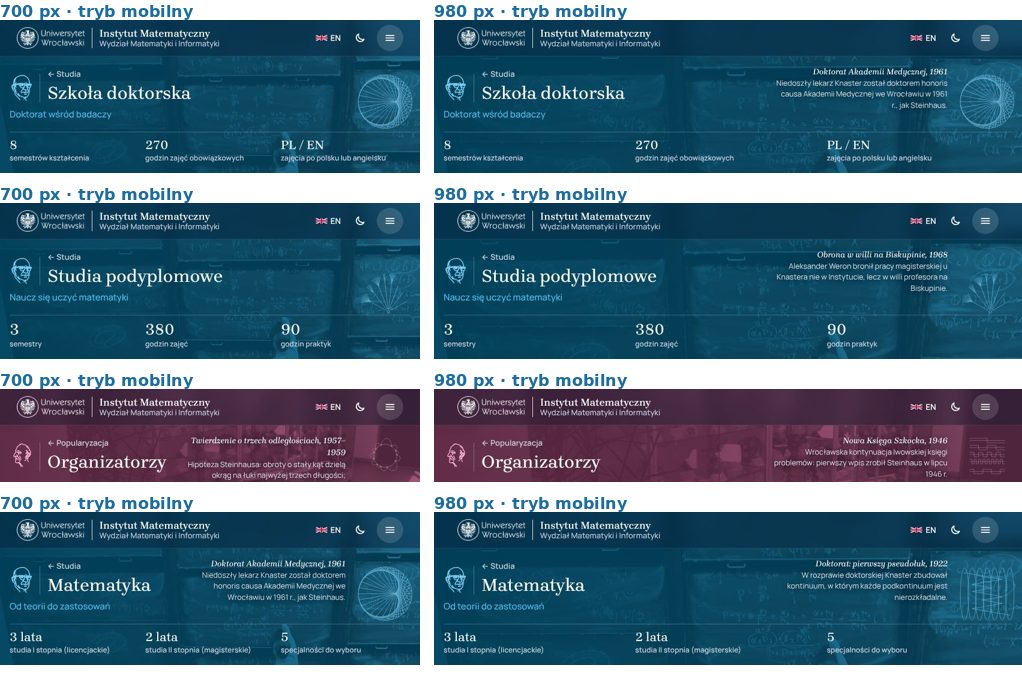 700 px · tryb mobilny
Uniwersytet
Wrocławski
Instytut Matematyczny
Wydział Matematyki i Informatyki
EN
← Studia
Szkoła doktorska
Doktorat wśród badaczy
8
semestrów kształcenia
270
godzin zajęć obowiązkowych
PL / EN
zajęcia po polsku lub angielsku
980 px · tryb mobilny
Uniwersytet
Wrocławski
Instytut Matematyczny
Wydział Matematyki i Informatyki
EN
← Studia
Szkoła doktorska
Doktorat wśród badaczy
Doktorat Akademii Medycznej, 1961
Niedoszły lekarz Knaster został doktorem honoris
causa Akademii Medycznej we Wrocławiu w 1961
r., jak Steinhaus.
8
semestrów kształcenia
270
godzin zajęć obowiązkowych
PL / EN
zajęcia po polsku lub angielsku
700 px · tryb mobilny
Uniwersytet
Wrocławski
Instytut Matematyczny
Wydział Matematyki i Informatyki
EN
← Studia
Studia podyplomowe
Naucz się uczyć matematyki
3
semestry
380
godzin zajęć
90
godzin praktyk
980 px · tryb mobilny
Uniwersytet
Wrocławski
Instytut Matematyczny
Wydział Matematyki i Informatyki
EN
← Studia
Studia podyplomowe
Naucz się uczyć matematyki
Obrona w willi na Biskupinie, 1968
Aleksander Weron bronił pracy magisterskiej u
Knastera nie w Instytucie, lecz w willi profesora na
Biskupinie.
3
semestry
380
godzin zajęć
90
godzin praktyk
700 px · tryb mobilny
Uniwersytet
Wrocławski
Instytut Matematyczny
Wydział Matematyki i Informatyki
EN
← Popularyzacja
Organizatorzy
Twierdzenie o trzech odległościach, 1957–
1959
Hipoteza Steinhausa: obroty o stały kąt dzielą
okrąg na łuki najwyżej trzech długości;
980 px · tryb mobilny
Uniwersytet
Wrocławski
Instytut Matematyczny
Wydział Matematyki i Informatyki
EN
← Popularyzacja
Organizatorzy
Nowa Księga Szkocka, 1946
Wrocławska kontynuacja lwowskiej księgi
problemów: pierwszy wpis zrobił Steinhaus w lipcu
1946 r.
700 px · tryb mobilny
Uniwersytet
Wrocławski
Instytut Matematyczny
Wydział Matematyki i Informatyki
EN
← Studia
Matematyka
Od teorii do zastosowań
Doktorat Akademii Medycznej, 1961
Niedoszły lekarz Knaster został doktorem
honoris causa Akademii Medycznej we
Wrocławiu w 1961 r., jak Steinhaus.
3 lata
studia I stopnia (licencjackie)
2 lata
studia II stopnia (magisterskie)
5
specjalności do wyboru
980 px · tryb mobilny
Uniwersytet
Wrocławski
Instytut Matematyczny
Wydział Matematyki i Informatyki
EN
← Studia
Matematyka
Od teorii do zastosowań
Doktorat: pierwszy pseudołuk, 1922
W rozprawie doktorskiej Knaster zbudował
kontinuum, w którym każde podkontinuum jest
nierozkładalne.
3 lata
studia I stopnia (licencjackie)
2 lata
studia II stopnia (magisterskie)
5
specjalności do wyboru